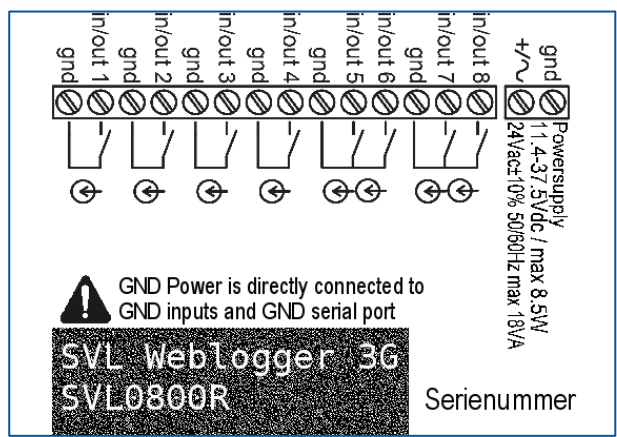 gnd
in/out 1
gnd
in/out 2
gnd
in/out 3
gnd
in/out 4
gnd
in/out 5
in/out 6
gnd
in/out 7
in/out 8
+/~
gnd
Powersupply
11.4-37.5Vdc / max 8.5W
24Vac±10% 50/60Hz max 18VA
GND Power is directly connected to
GND inputs and GND serial port
SVL Weblogger 3G
SVL0800R
Serienummer